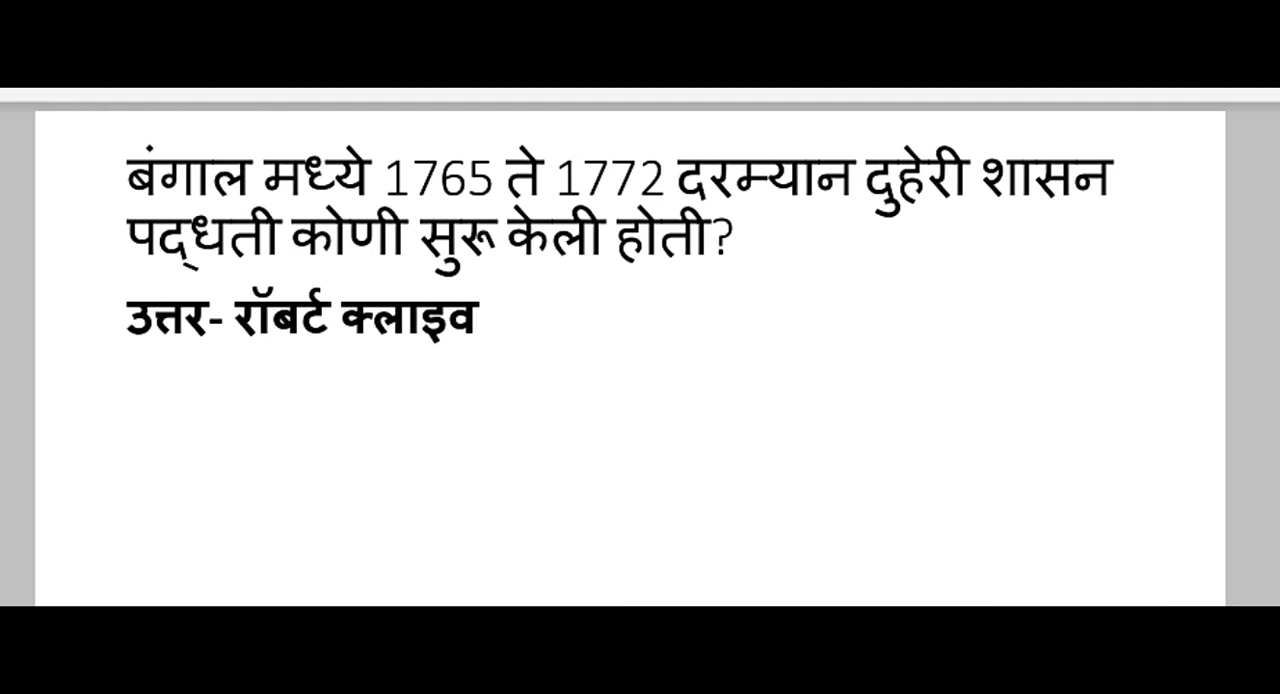 बंगाल मध्ये 1765 ते 1772 दरम्यान दुहेरी शासन
पद्धती कोणी सुरू केली होती?
उत्तर- रॉबर्ट क्लाइव